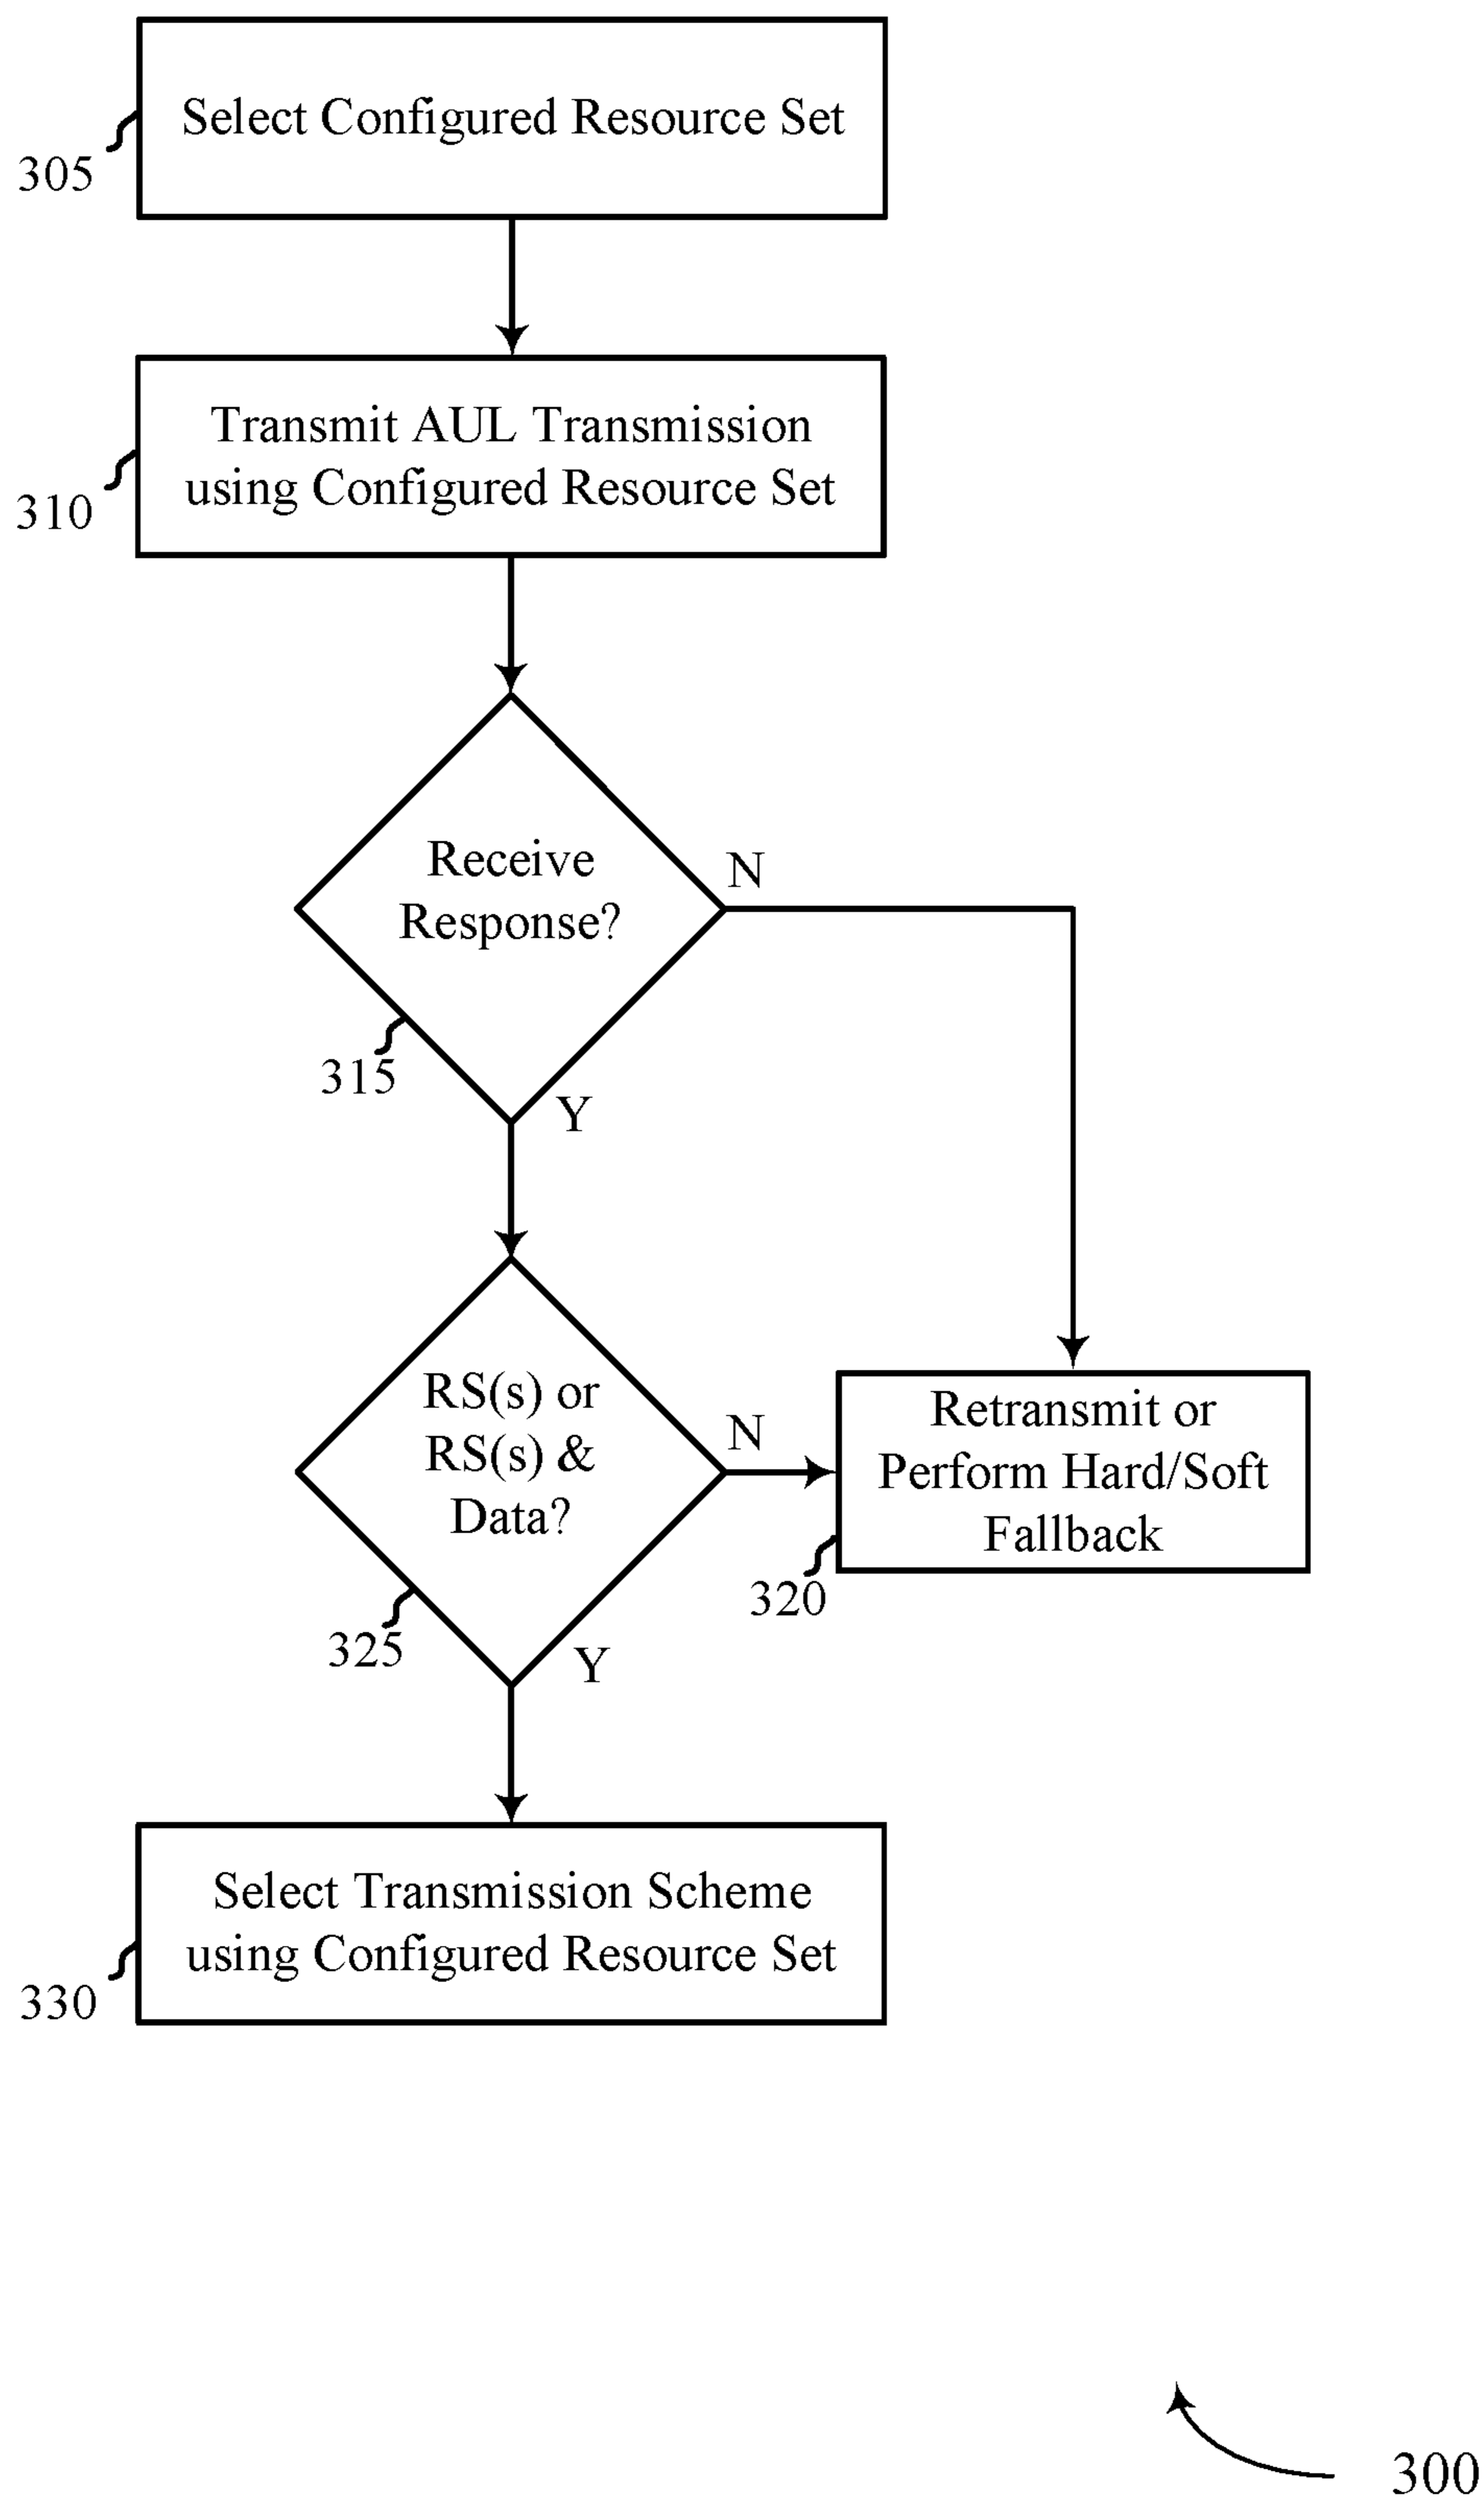 Select Configured Resource Set
305
Transmit AUL Transmission
using Configured Resource Set
310
Receive
Response?
N
315
Y
RS(s) or
RS(s) &
Data?
N
Retransmit or
Perform Hard/Soft
Fallback
320
325
Y
Select Transmission Scheme
using Configured Resource Set
330
300